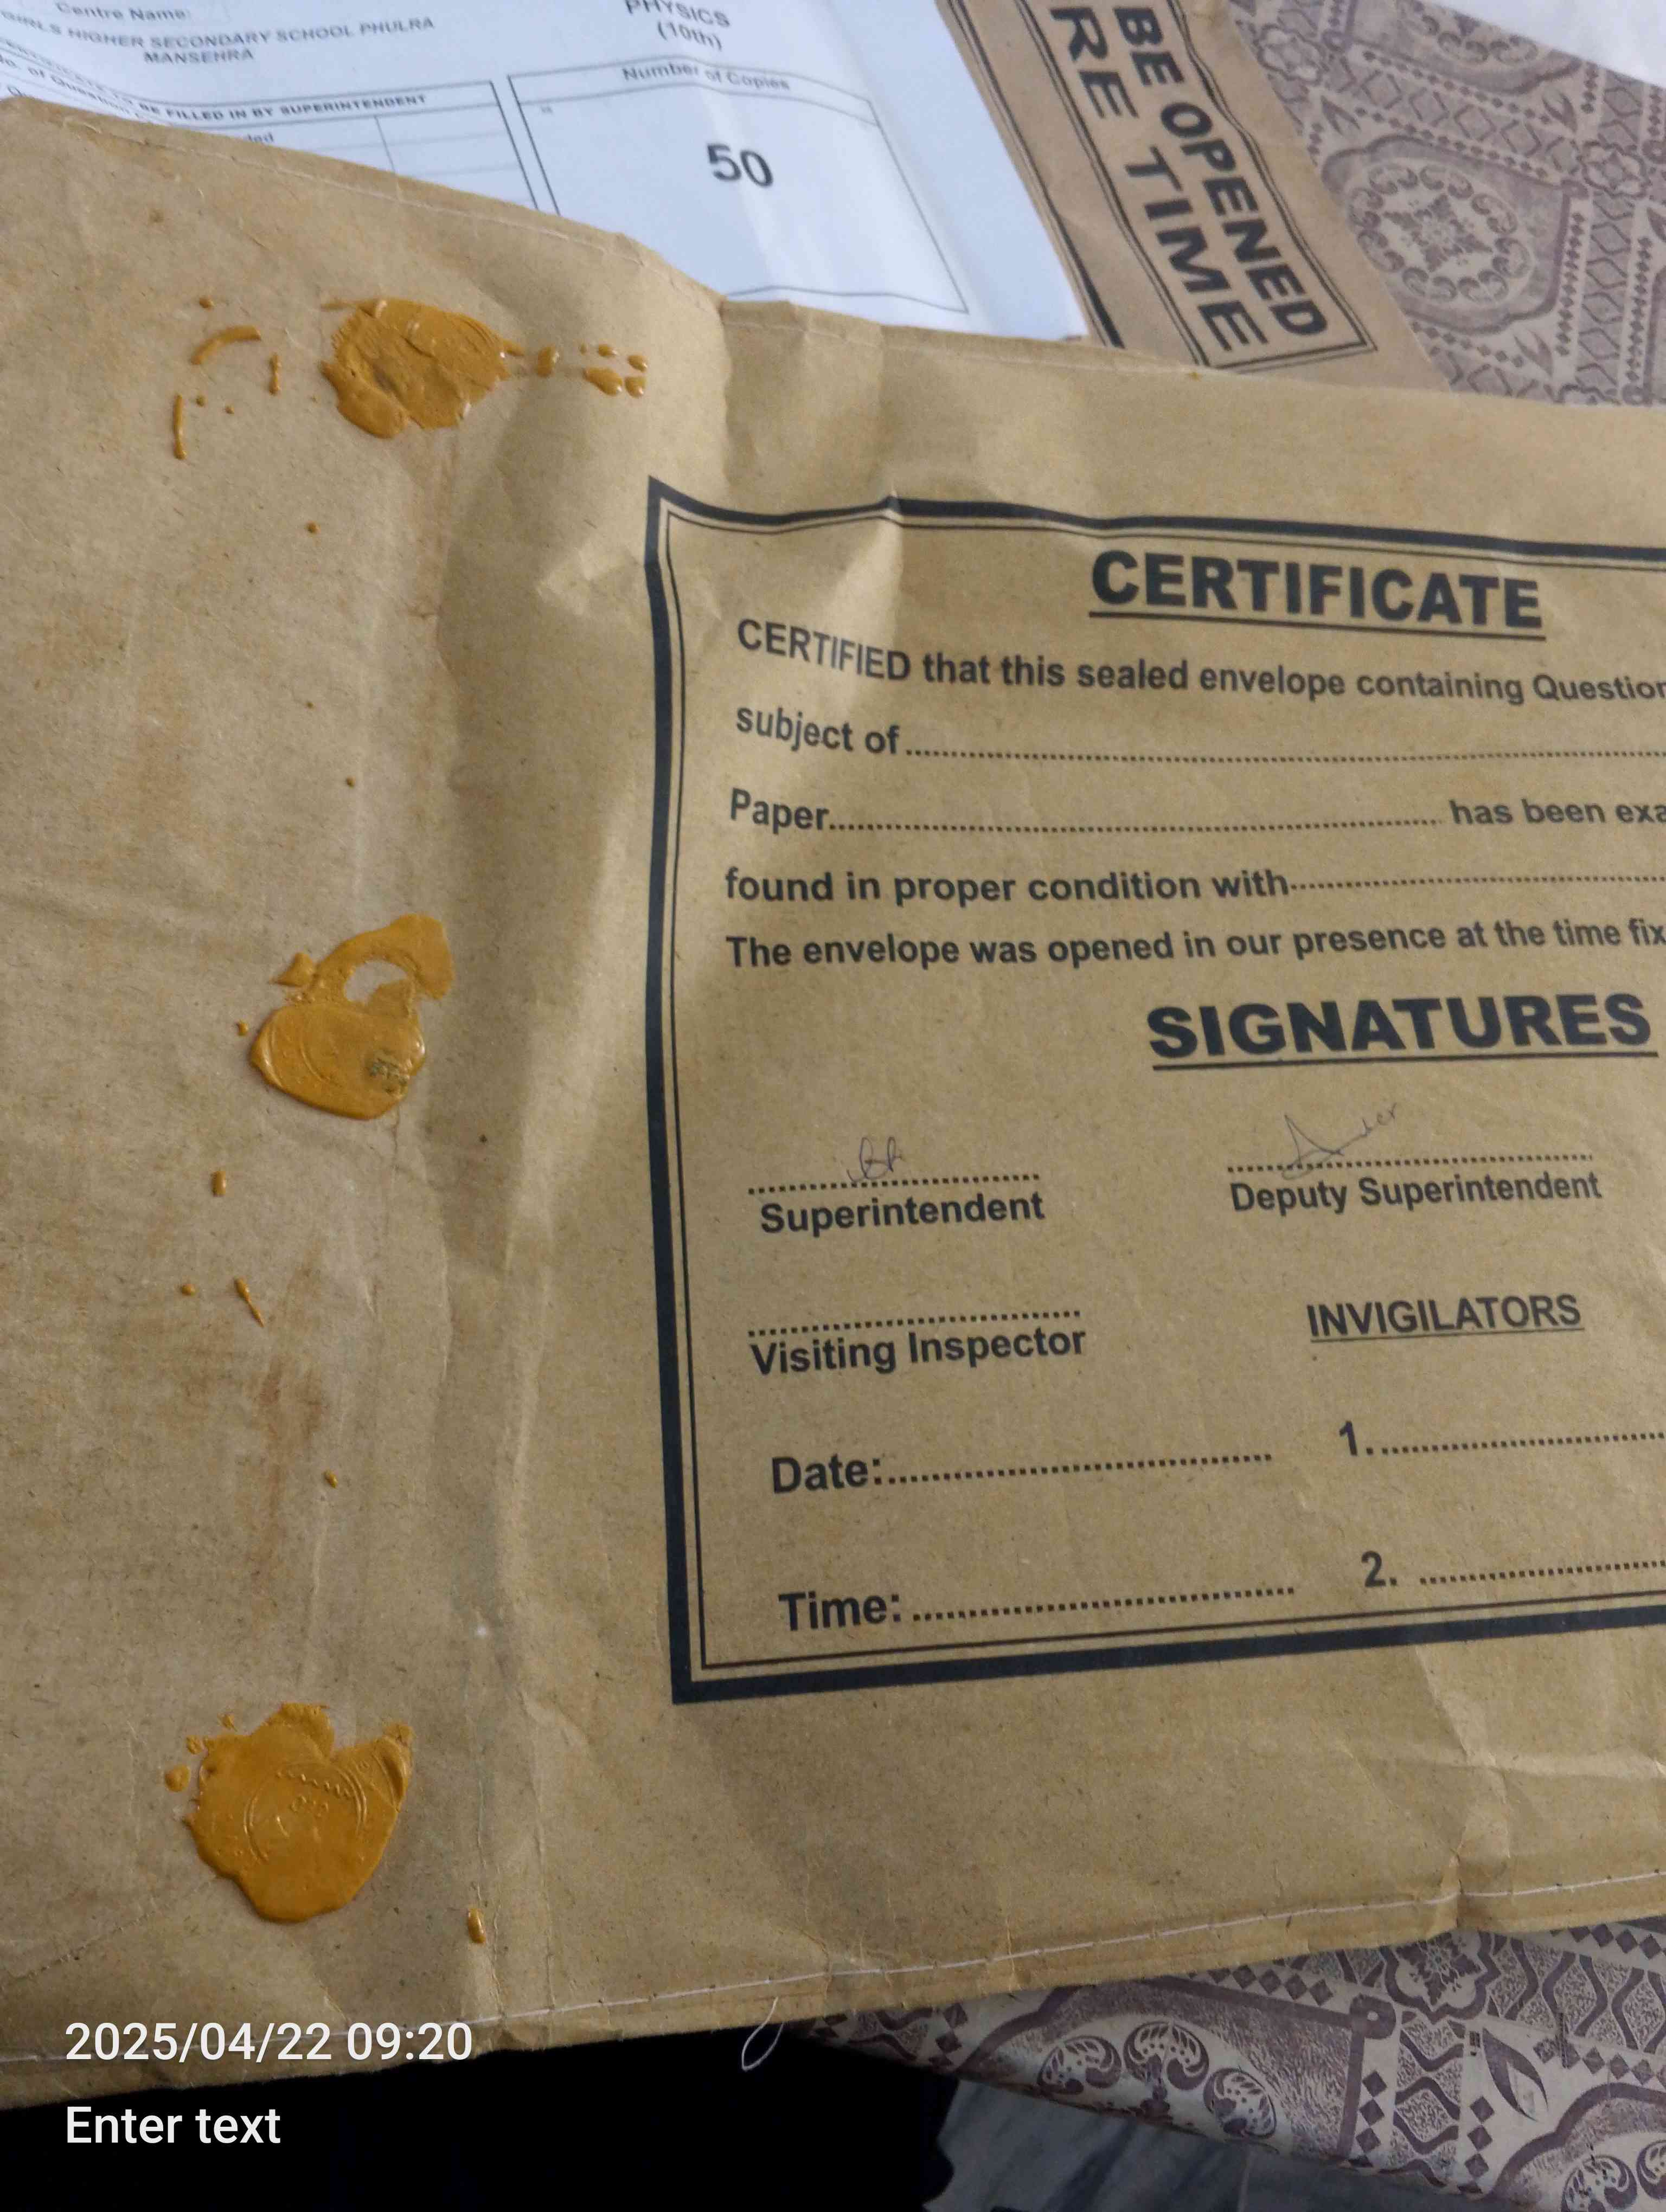 Centre Name:
GIRLS HIGHER SECONDARY SCHOOL PHULRA
MANSEHRA
PHYSICS
(10th)
BE FILLED IN BY SUPERINTENDENT
No. of Question
Number of Copies
50
BE OPENED
RE TIME
CERTIFICATE
CERTIFIED that this sealed envelope containing Question
subject of
Paper has been exa
found in proper condition with
The envelope was opened in our presence at the time fix
SIGNATURES
Superintendent
Deputy Superintendent
Visiting Inspector
INVIGILATORS
Date:
1.
Time:
2.
2025/04/22 09:20
Enter text